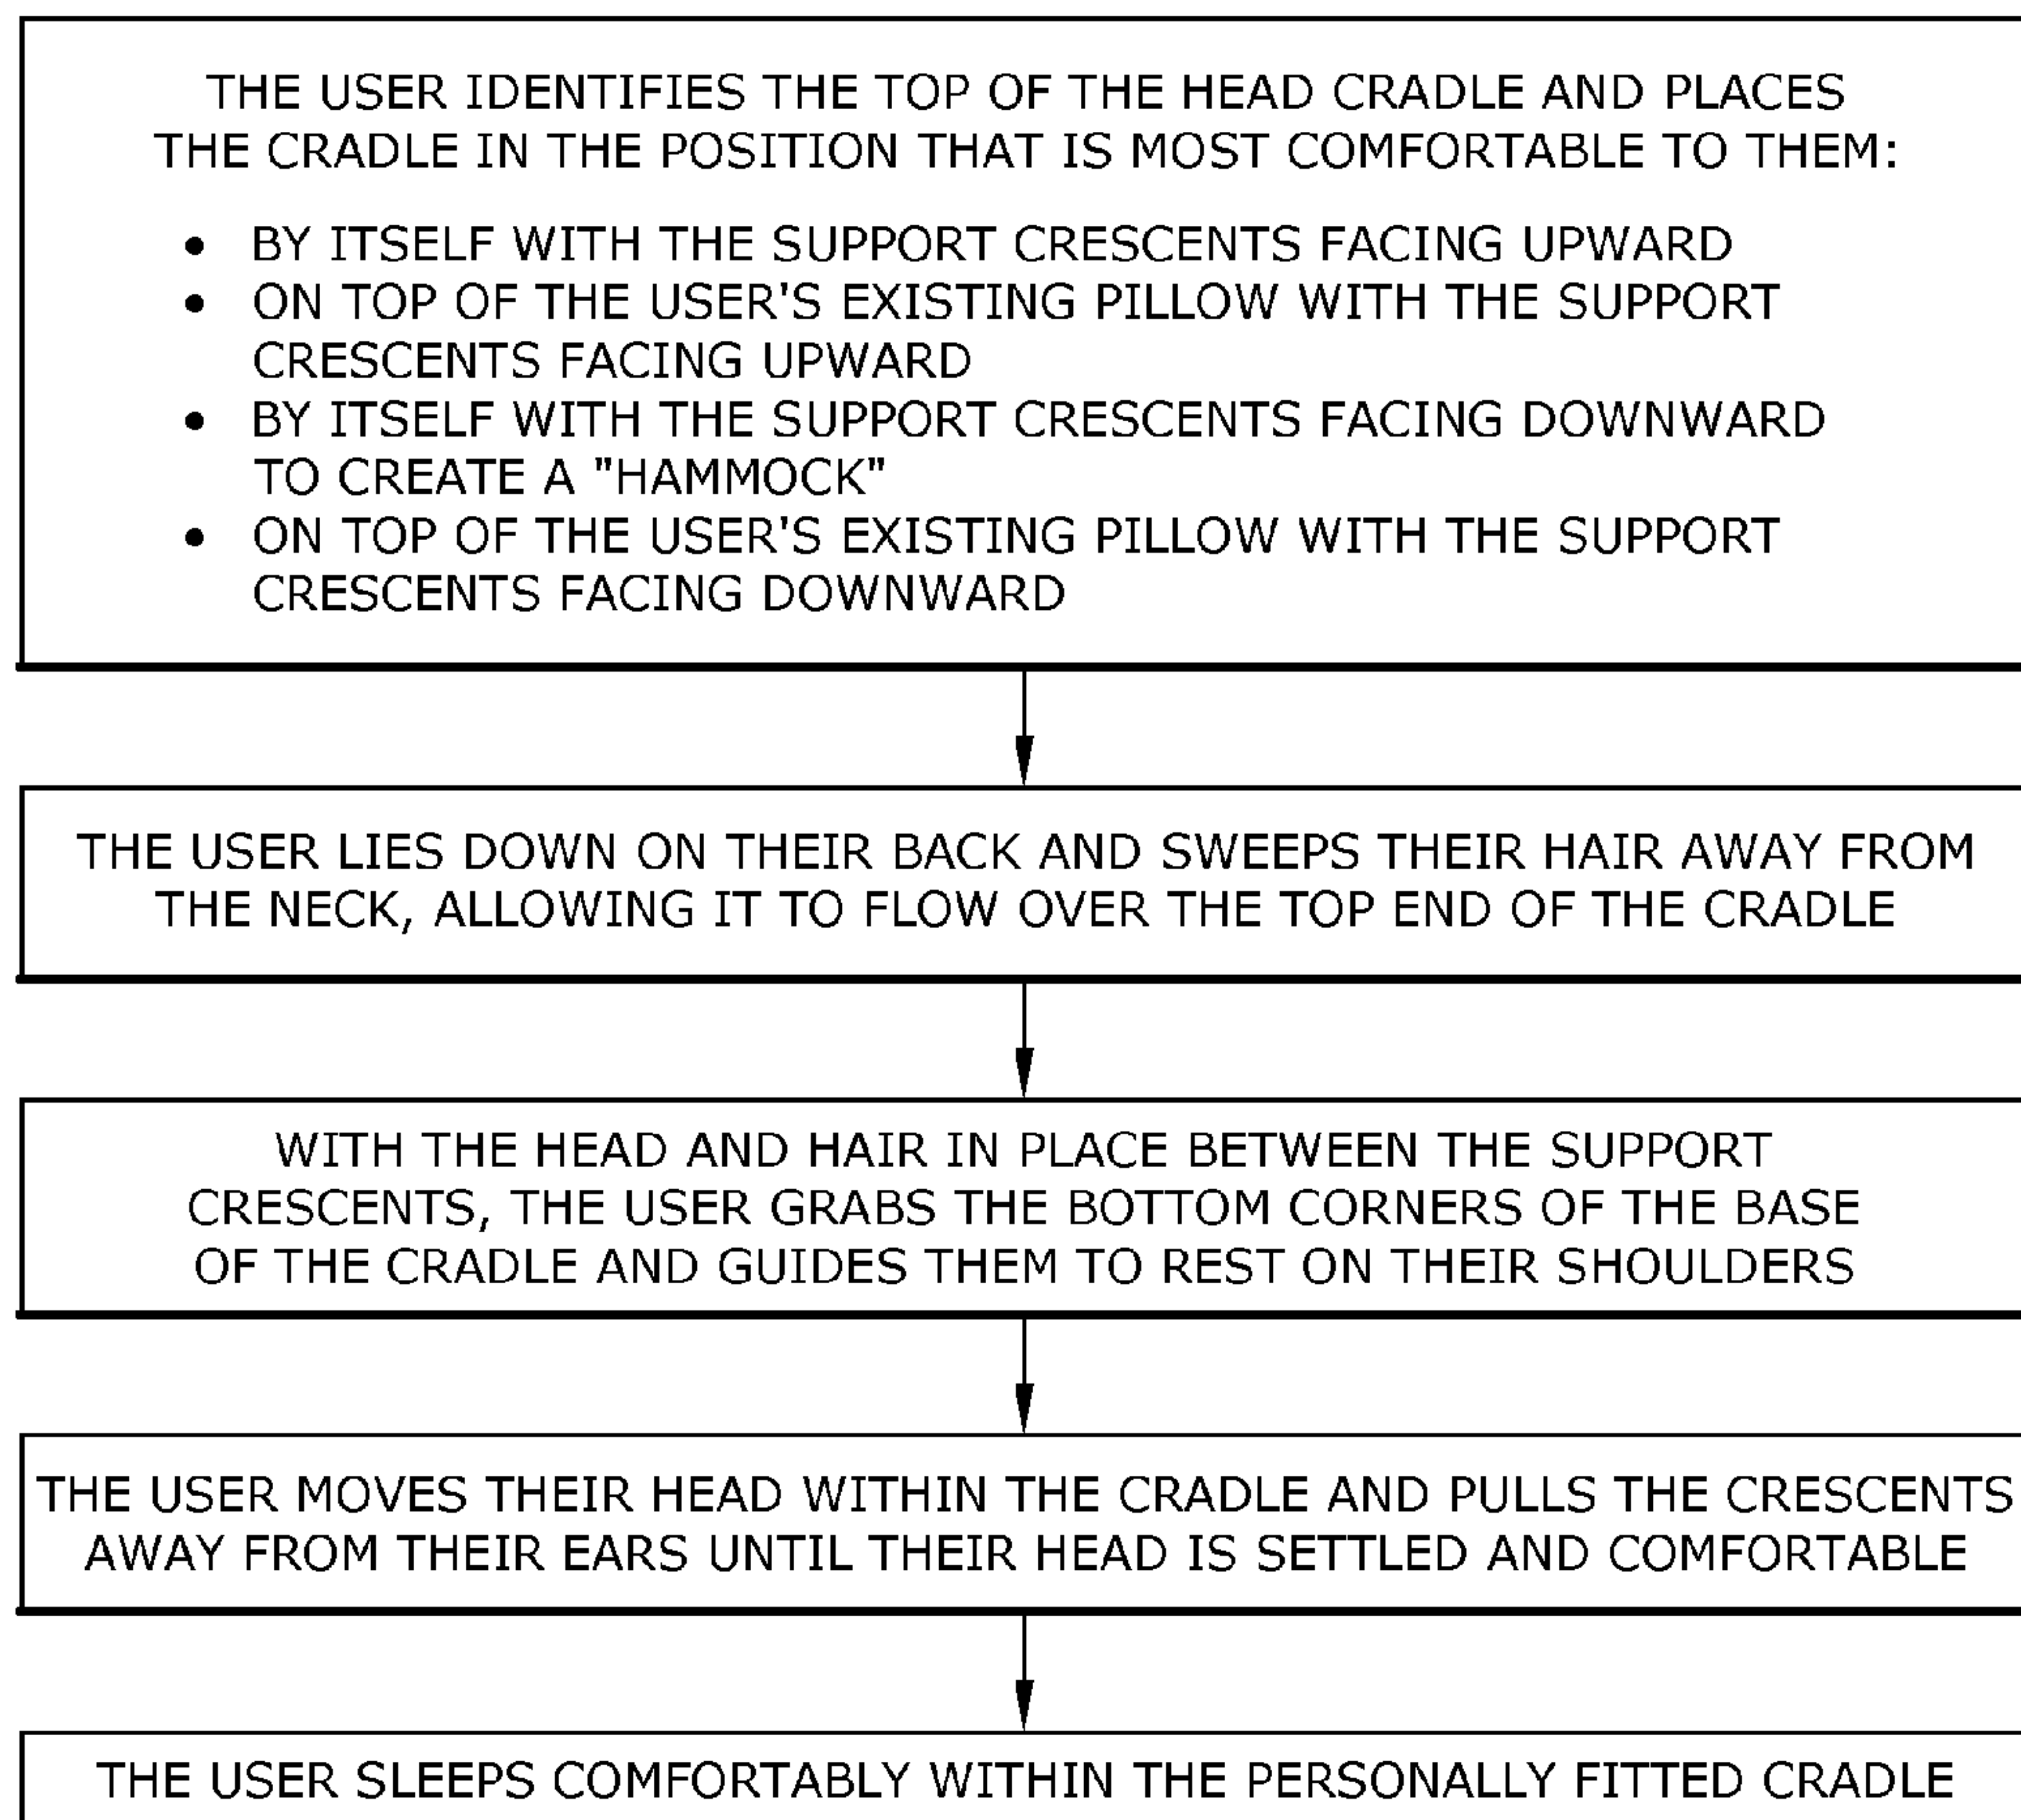 THE USER IDENTIFIES THE TOP OF THE HEAD CRADLE AND PLACES
THE CRADLE IN THE POSITION THAT IS MOST COMFORTABLE TO THEM:
• BY ITSELF WITH THE SUPPORT CRESCENTS FACING UPWARD
• ON TOP OF THE USER'S EXISTING PILLOW WITH THE SUPPORT
CRESCENTS FACING UPWARD
• BY ITSELF WITH THE SUPPORT CRESCENTS FACING DOWNWARD
TO CREATE A "HAMMOCK"
• ON TOP OF THE USER'S EXISTING PILLOW WITH THE SUPPORT
CRESCENTS FACING DOWNWARD
THE USER LIES DOWN ON THEIR BACK AND SWEEPS THEIR HAIR AWAY FROM
THE NECK, ALLOWING IT TO FLOW OVER THE TOP END OF THE CRADLE
WITH THE HEAD AND HAIR IN PLACE BETWEEN THE SUPPORT
CRESCENTS, THE USER GRABS THE BOTTOM CORNERS OF THE BASE
OF THE CRADLE AND GUIDES THEM TO REST ON THEIR SHOULDERS
THE USER MOVES THEIR HEAD WITHIN THE CRADLE AND PULLS THE CRESCENTS
AWAY FROM THEIR EARS UNTIL THEIR HEAD IS SETTLED AND COMFORTABLE
THE USER SLEEPS COMFORTABLY WITHIN THE PERSONALLY FITTED CRADLE